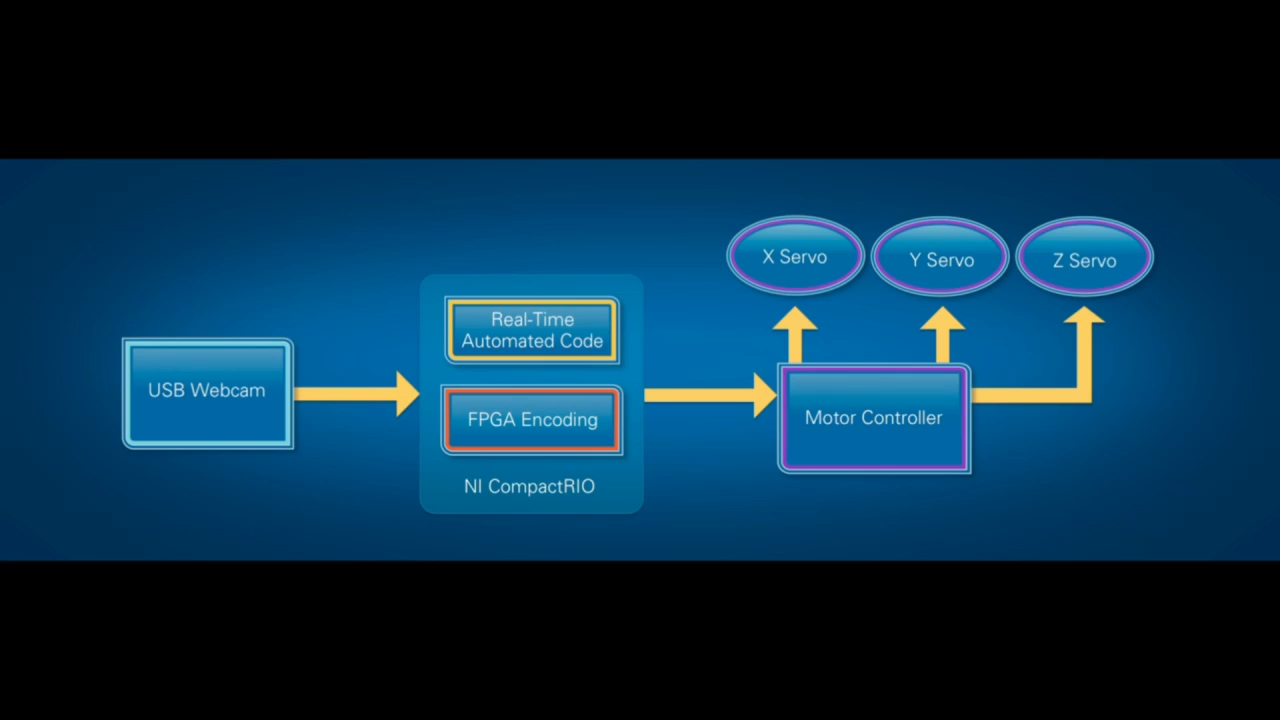 USB Webcam
Real-Time
Automated Code
FPGA Encoding
NI CompactRIO
X Servo
Y Servo
Z Servo
Motor Controller